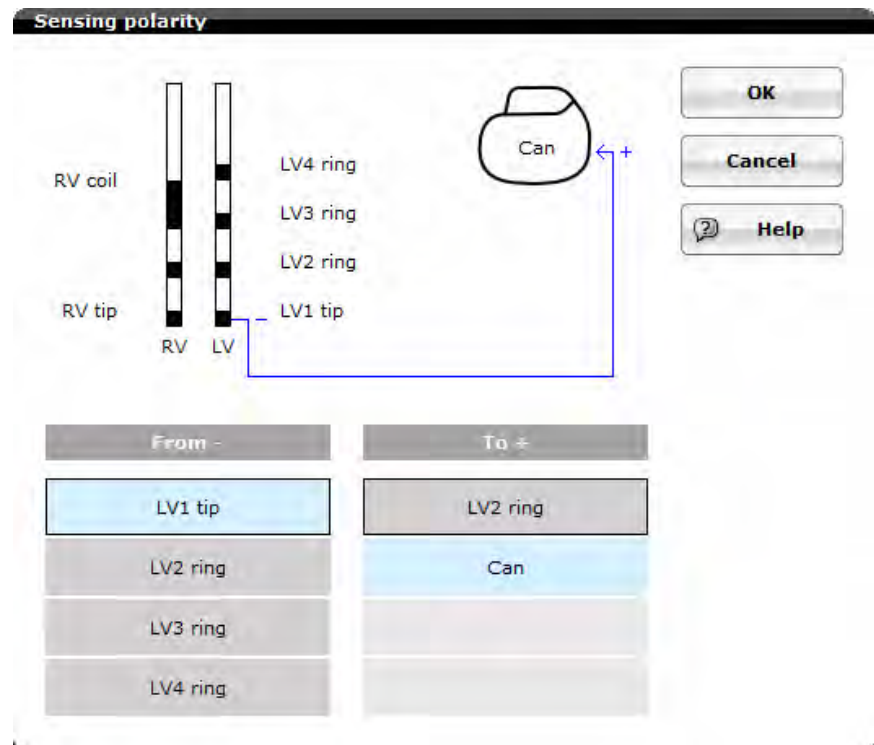 Sensing polarity
OK
Can
+
Cancel
LV4 ring
RV coil
LV3 ring
Help
LV2 ring
RV tip
– LV1 tip
RV LV
From - To +
LV1 tip LV2 ring
LV2 ring Can
LV3 ring
LV4 ring